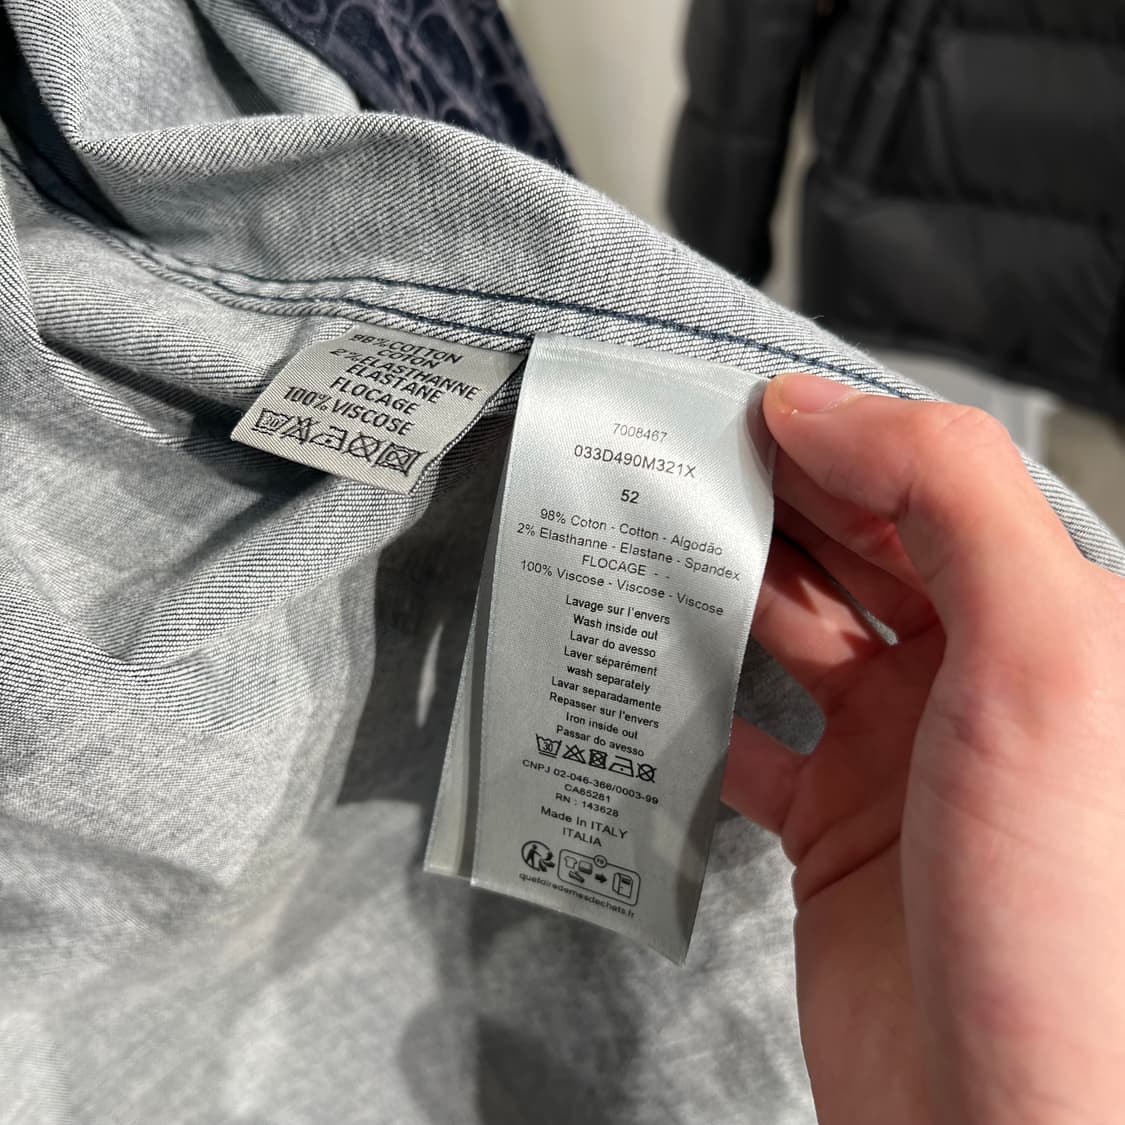 98% COTTON
COTON
2% ELASTHANNE
ELASTANE
FLOCAGE
100% VISCOSE
30
7008467
033D490M321X
52
98% Coton - Cotton - Algodão
2% Elasthanne - Elastane - Spandex
FLOCAGE - -
100% Viscose - Viscose - Viscose
Lavage sur l'envers
Wash inside out
Lavar do avesso
Laver séparément
wash separately
Lavar separadamente
Repasser sur l'envers
Iron inside out
Passar do avesso
30
CNPJ 02-046-366/0003-99
CA65281
RN : 143628
Made In ITALY
ITALIA
FR
quefairedemesdechets.fr